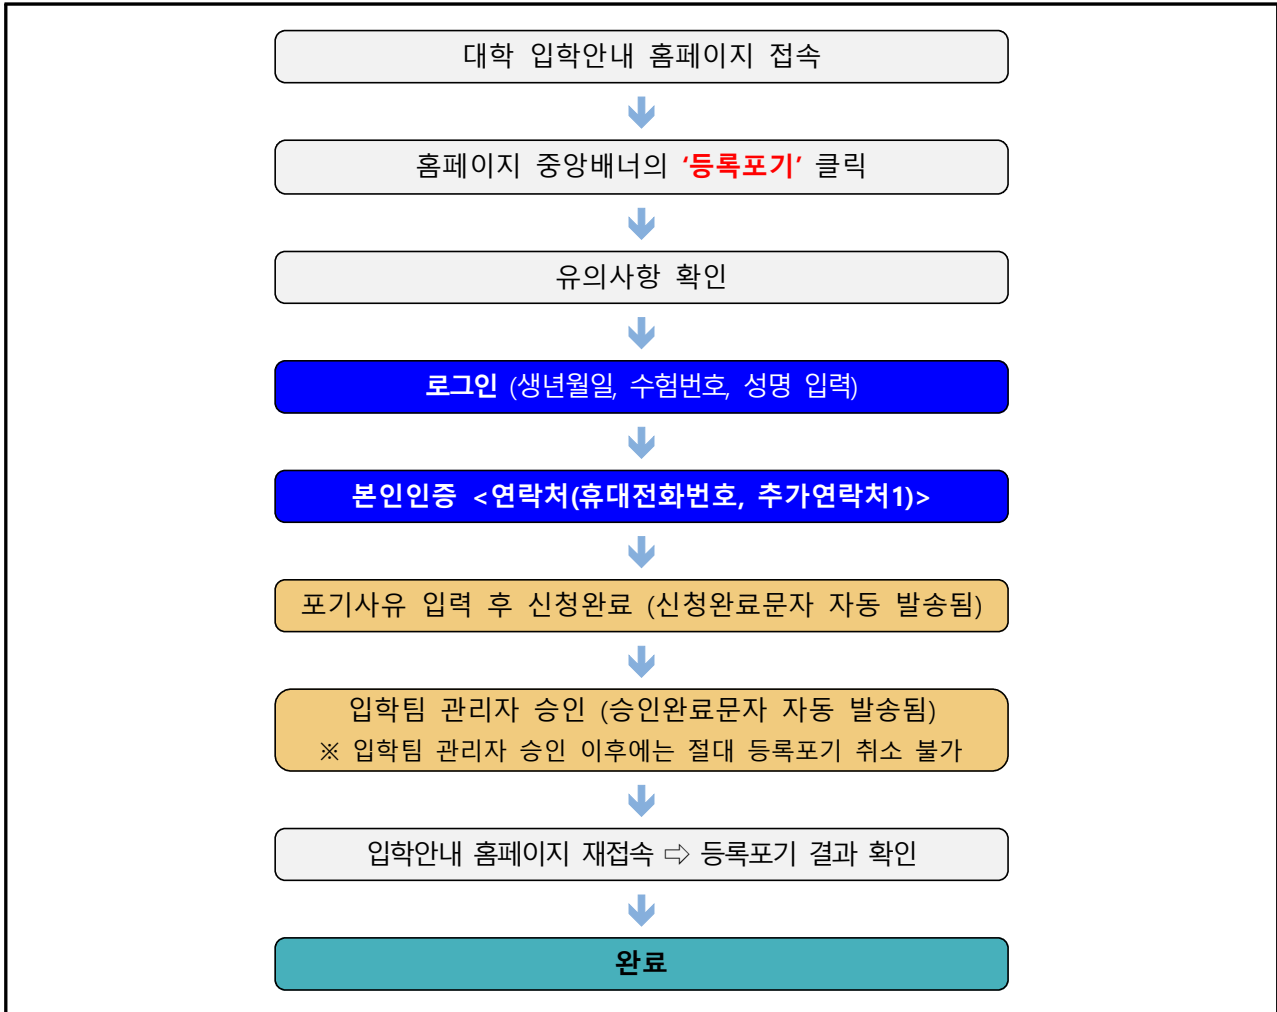 대학 입학안내 홈페이지 접속
홈페이지 중앙배너의 ‘등록포기’ 클릭
유의사항 확인
로그인 (생년월일, 수험번호, 성명 입력)
본인인증 <연락처(휴대전화번호, 추가연락처1)>
포기사유 입력 후 신청완료 (신청완료문자 자동 발송됨)
입학팀 관리자 승인 (승인완료문자 자동 발송됨)
※ 입학팀 관리자 승인 이후에는 절대 등록포기 취소 불가
입학안내 홈페이지 재접속 ⇨ 등록포기 결과 확인
완료